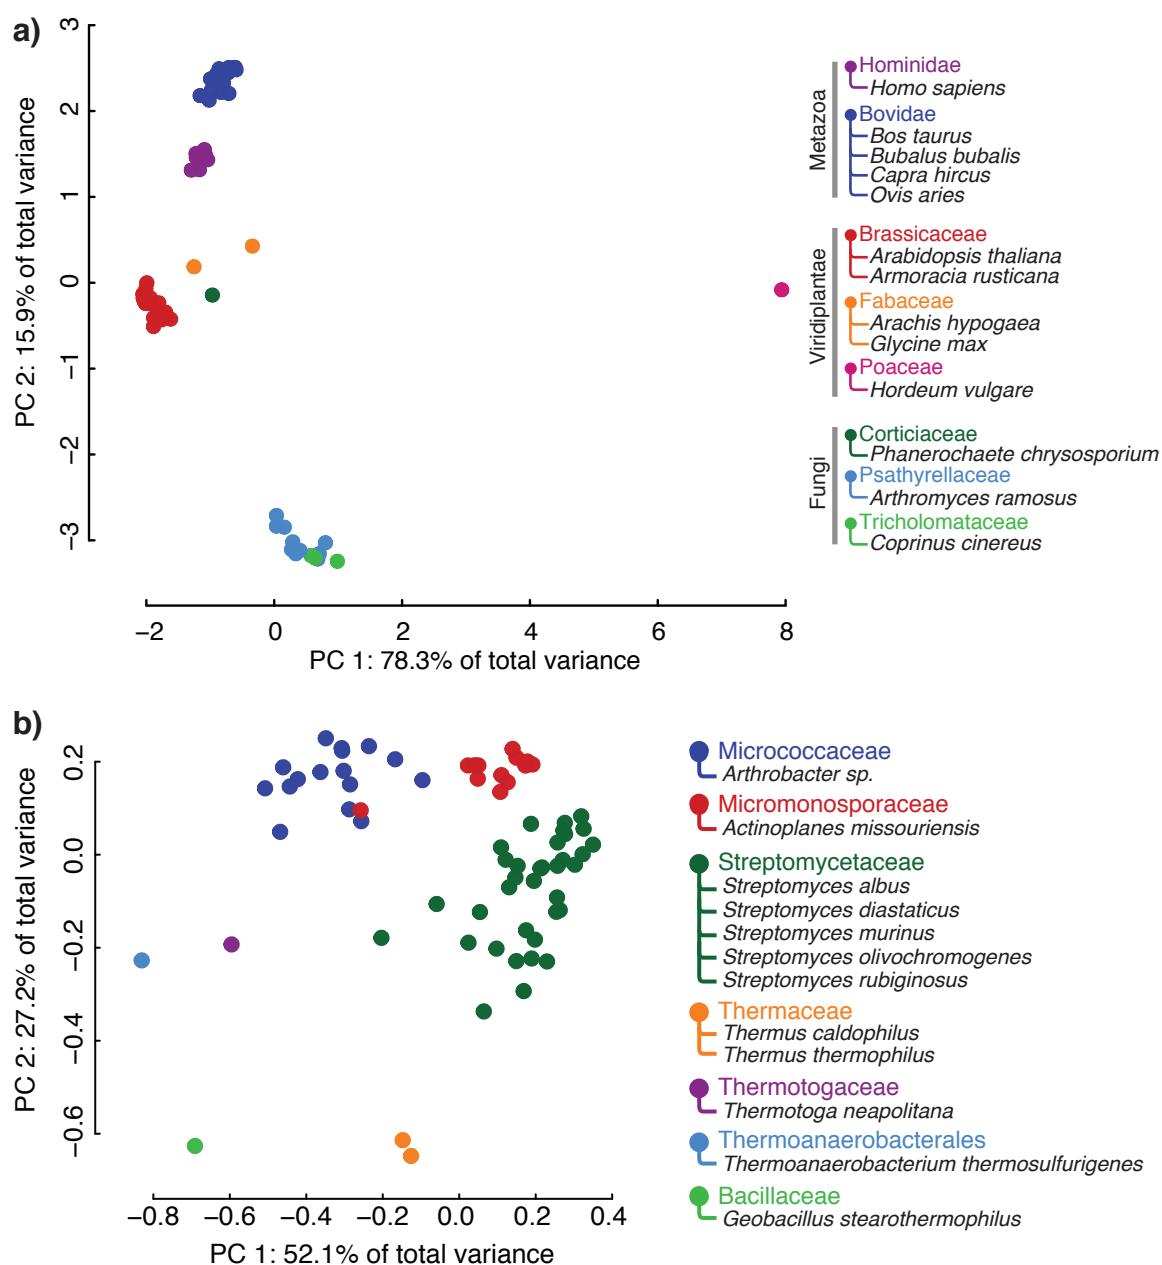 a)
3
2
1
0
−1
−2
−3
PC 2: 15.9% of total variance
−2
0
2
4
6
8
PC 1: 78.3% of total variance
Metazoa
Hominidae
Homo sapiens
Bovidae
Bos taurus
Bubalus bubalis
Capra hircus
Ovis aries
Viridiplantae
Brassicaceae
Arabidopsis thaliana
Armoracia rusticana
Fabaceae
Arachis hypogaea
Glycine max
Poaceae
Hordeum vulgare
Fungi
Corticiaceae
Phanerochaete chrysosporium
Psathyrellaceae
Arthromyces ramosus
Tricholomataceae
Coprinus cinereus
b)
0.2
0.0
−0.2
−0.4
−0.6
PC 2: 27.2% of total variance
−0.8
−0.6
−0.4
−0.2
0.0
0.2
0.4
PC 1: 52.1% of total variance
Micrococcaceae
Arthrobacter sp.
Micromonosporaceae
Actinoplanes missouriensis
Streptomycetaceae
Streptomyces albus
Streptomyces diastaticus
Streptomyces murinus
Streptomyces olivochromogenes
Streptomyces rubiginosus
Thermaceae
Thermus caldophilus
Thermus thermophilus
Thermotogaceae
Thermotoga neapolitana
Thermoanaerobacterales
Thermoanaerobacterium thermosulfurigenes
Bacillaceae
Geobacillus stearothermophilus